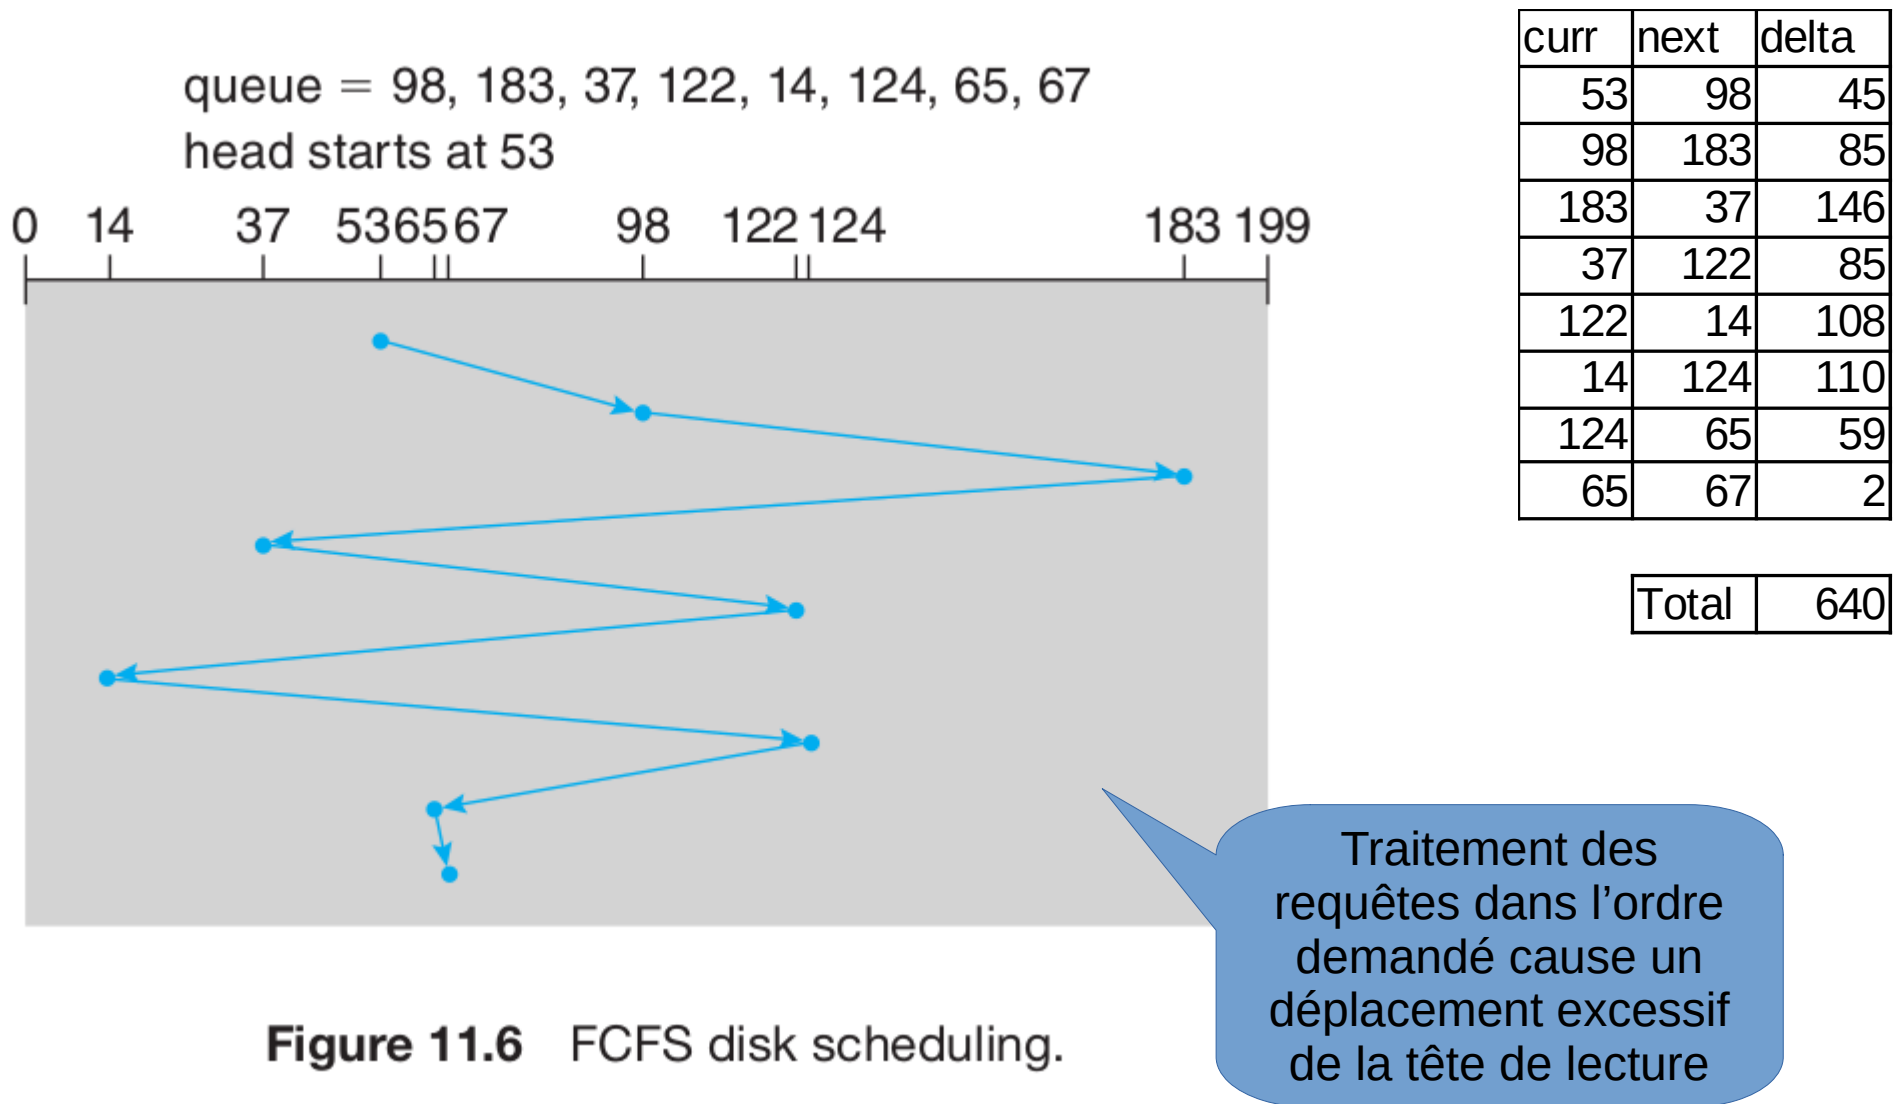 queue = 98, 183, 37, 122, 14, 124, 65, 67
head starts at 53
0 14 37 53 65 67 98 122 124 183 199
curr next delta
53 98 45
98 183 85
183 37 146
37 122 85
122 14 108
14 124 110
124 65 59
65 67 2
Total 640
Traitement des
requêtes dans l’ordre
demandé cause un
déplacement excessif
de la tête de lecture
Figure 11.6 FCFS disk scheduling.